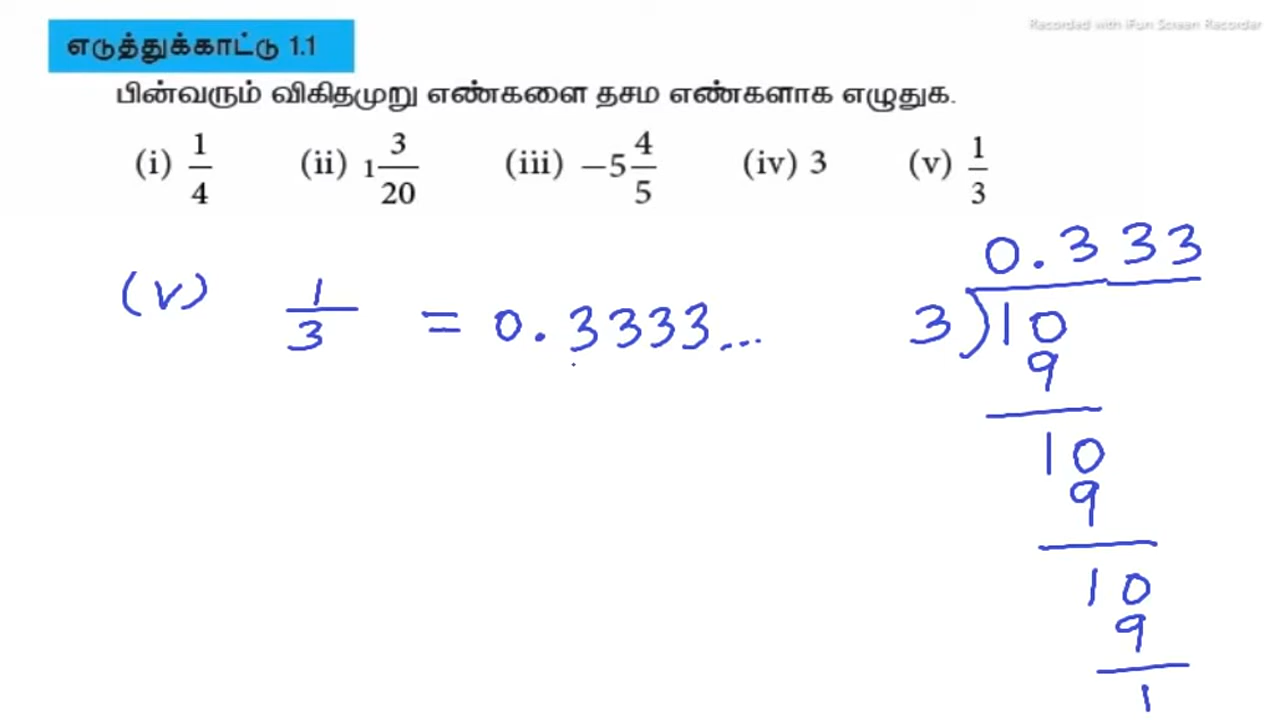 Recorded with iFun Screen Recorder
எடுத்துக்காட்டு 1.1
பின்வரும் விகிதமுறு எண்களை தசம எண்களாக எழுதுக.
(i) 1/4 (ii) 1 3/20 (iii) −5 4/5 (iv) 3 (v) 1/3
(v) 1/3 = 0.3333...
0.333
3)10
9
10
9
10
9
1